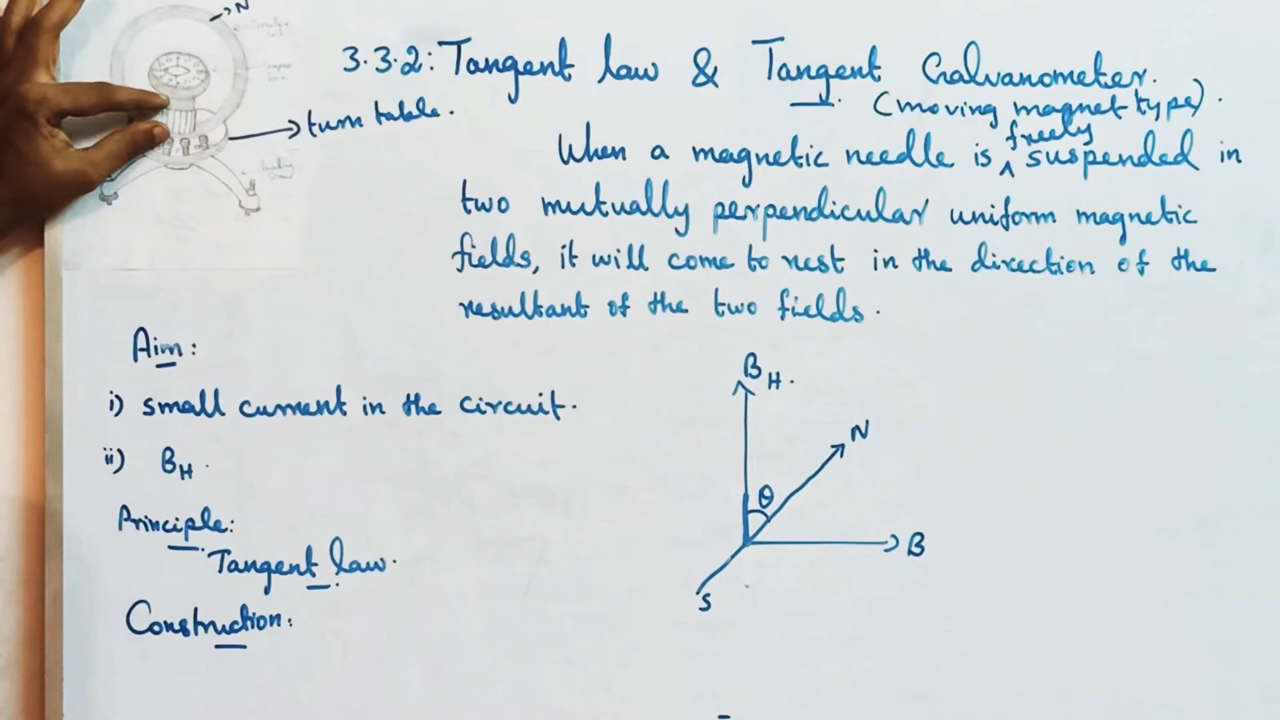 N
3.3.2: Tangent law & Tangent Galvanometer.
(moving magnet type).
turn table.
When a magnetic needle is freely suspended in
two mutually perpendicular uniform magnetic
fields, it will come to rest in the direction of the
resultant of the two fields.
Aim:
i) small current in the circuit.
ii) BH.
Principle:
Tangent law.
Construction:
BH.
N
θ
B
S